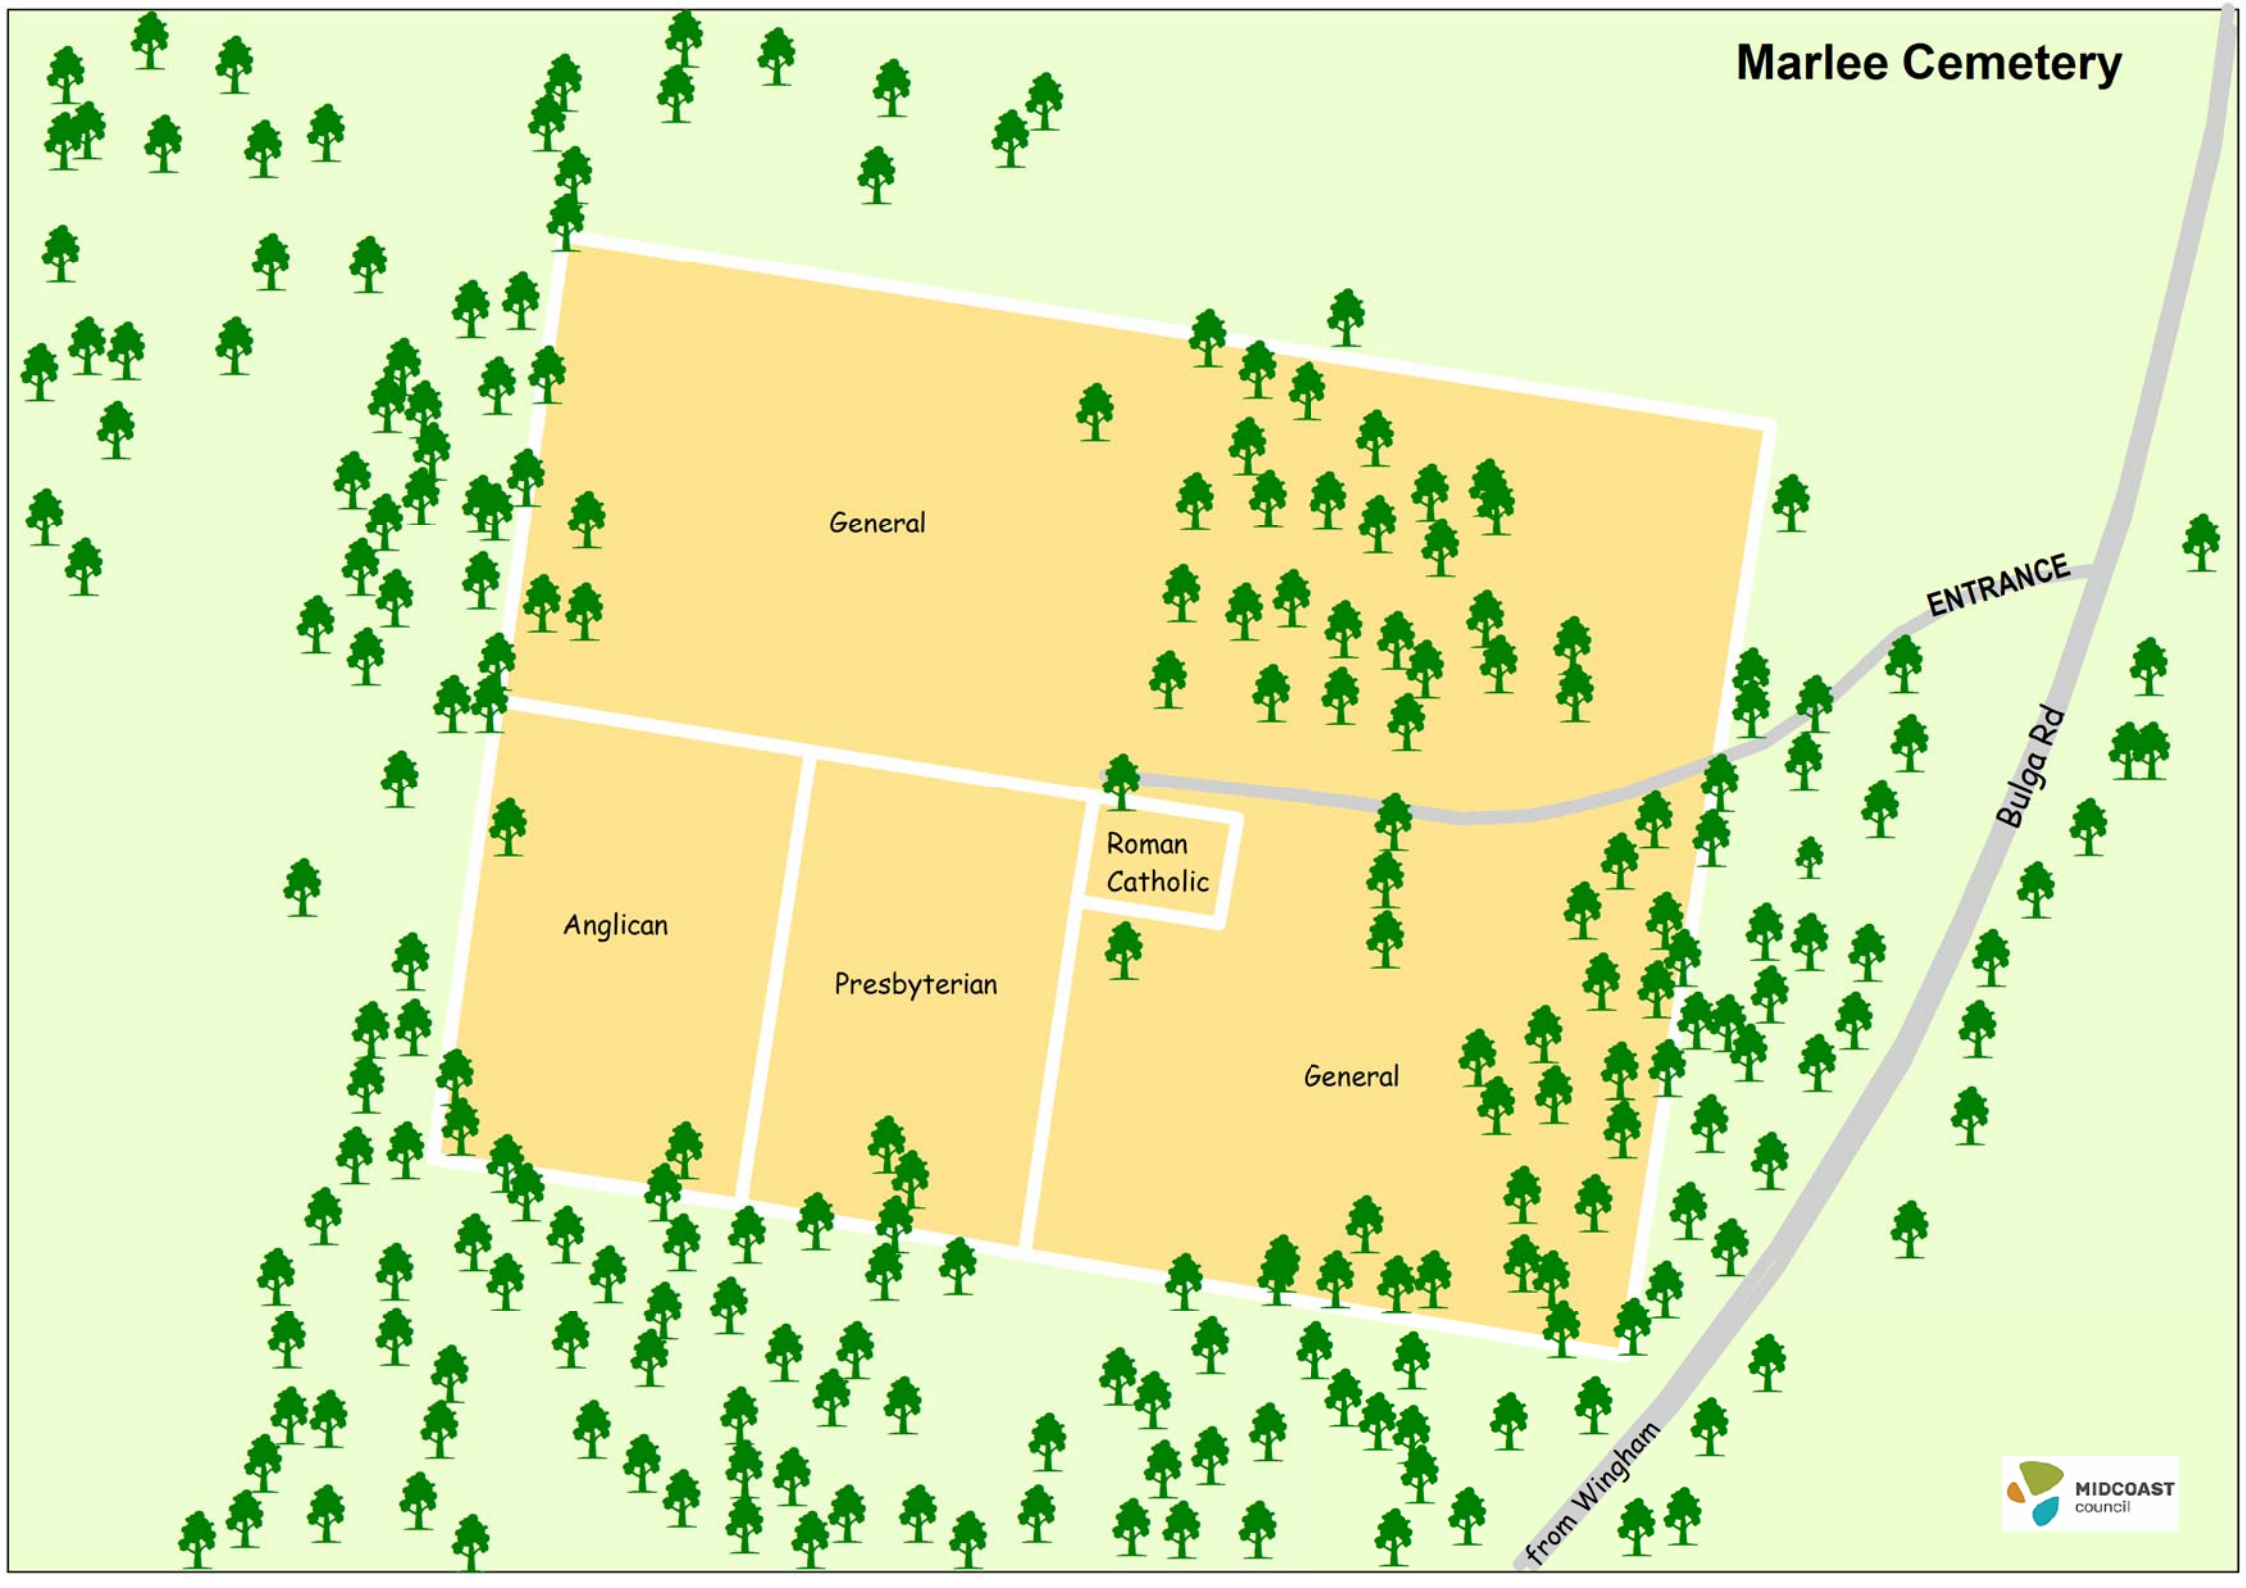 Marlee Cemetery
General
ENTRANCE
Bulga Rd
Roman
Catholic
Anglican
Presbyterian
General
from Wingham
MIDCOAST
council